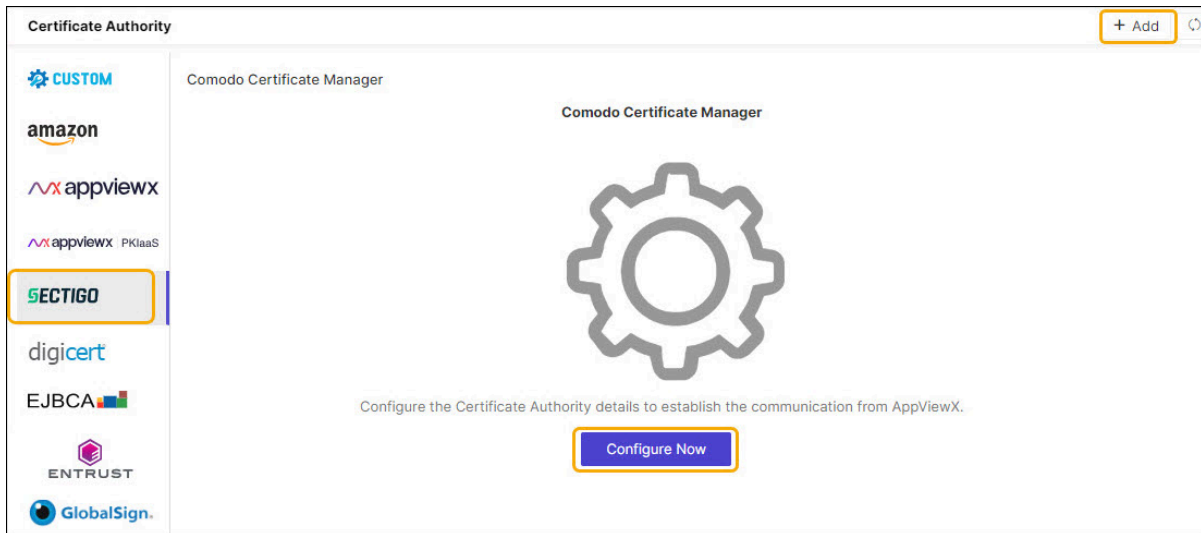 Certificate Authority
+ Add
CUSTOM
amazon
appviewx
appviewx PKIaaS
SECTIGO
digicert
EJBCA
ENTRUST
GlobalSign.
Comodo Certificate Manager
Comodo Certificate Manager
Configure the Certificate Authority details to establish the communication from AppViewX.
Configure Now